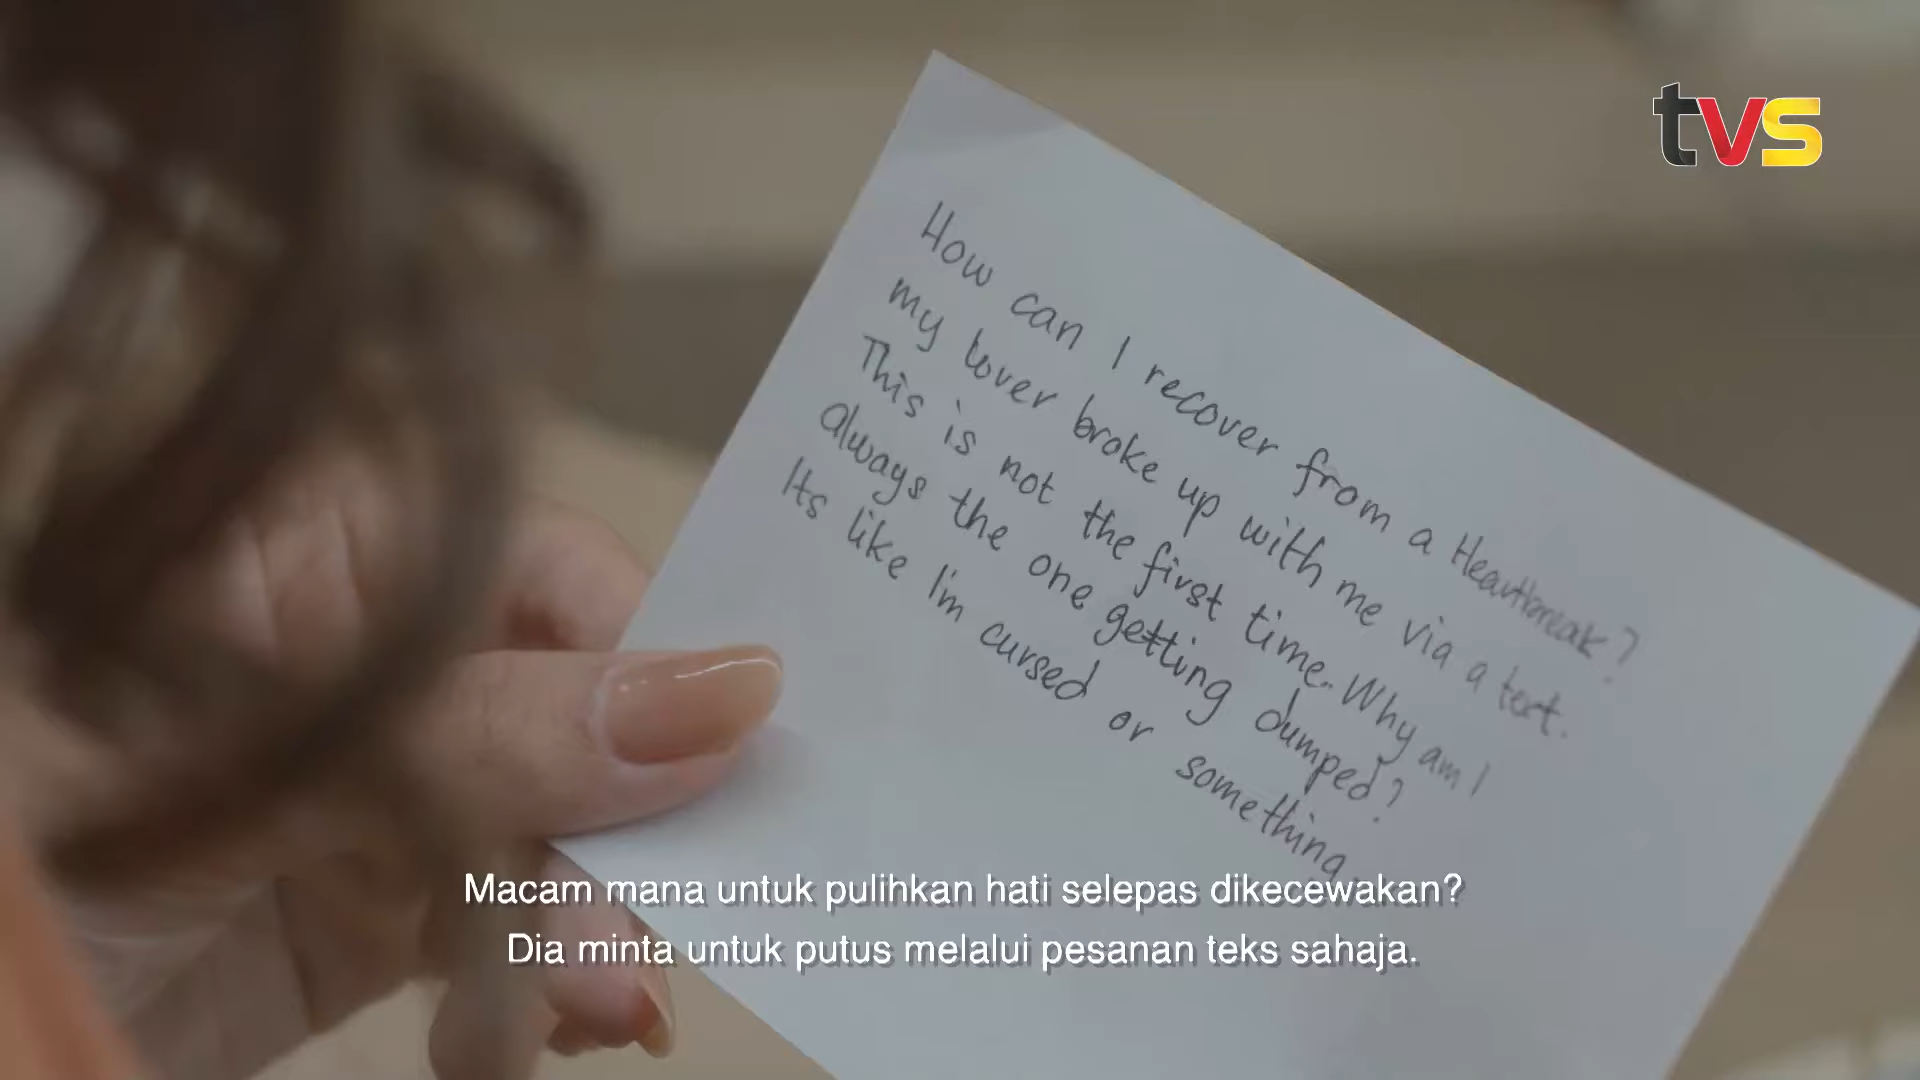 tvs
How can I recover from a Heartbreak?
my lover broke up with me via a text.
This is not the first time. Why am I
always the one getting dumped?
Its like I'm cursed or something.
Macam mana untuk pulihkan hati selepas dikecewakan?
Dia minta untuk putus melalui pesanan teks sahaja.